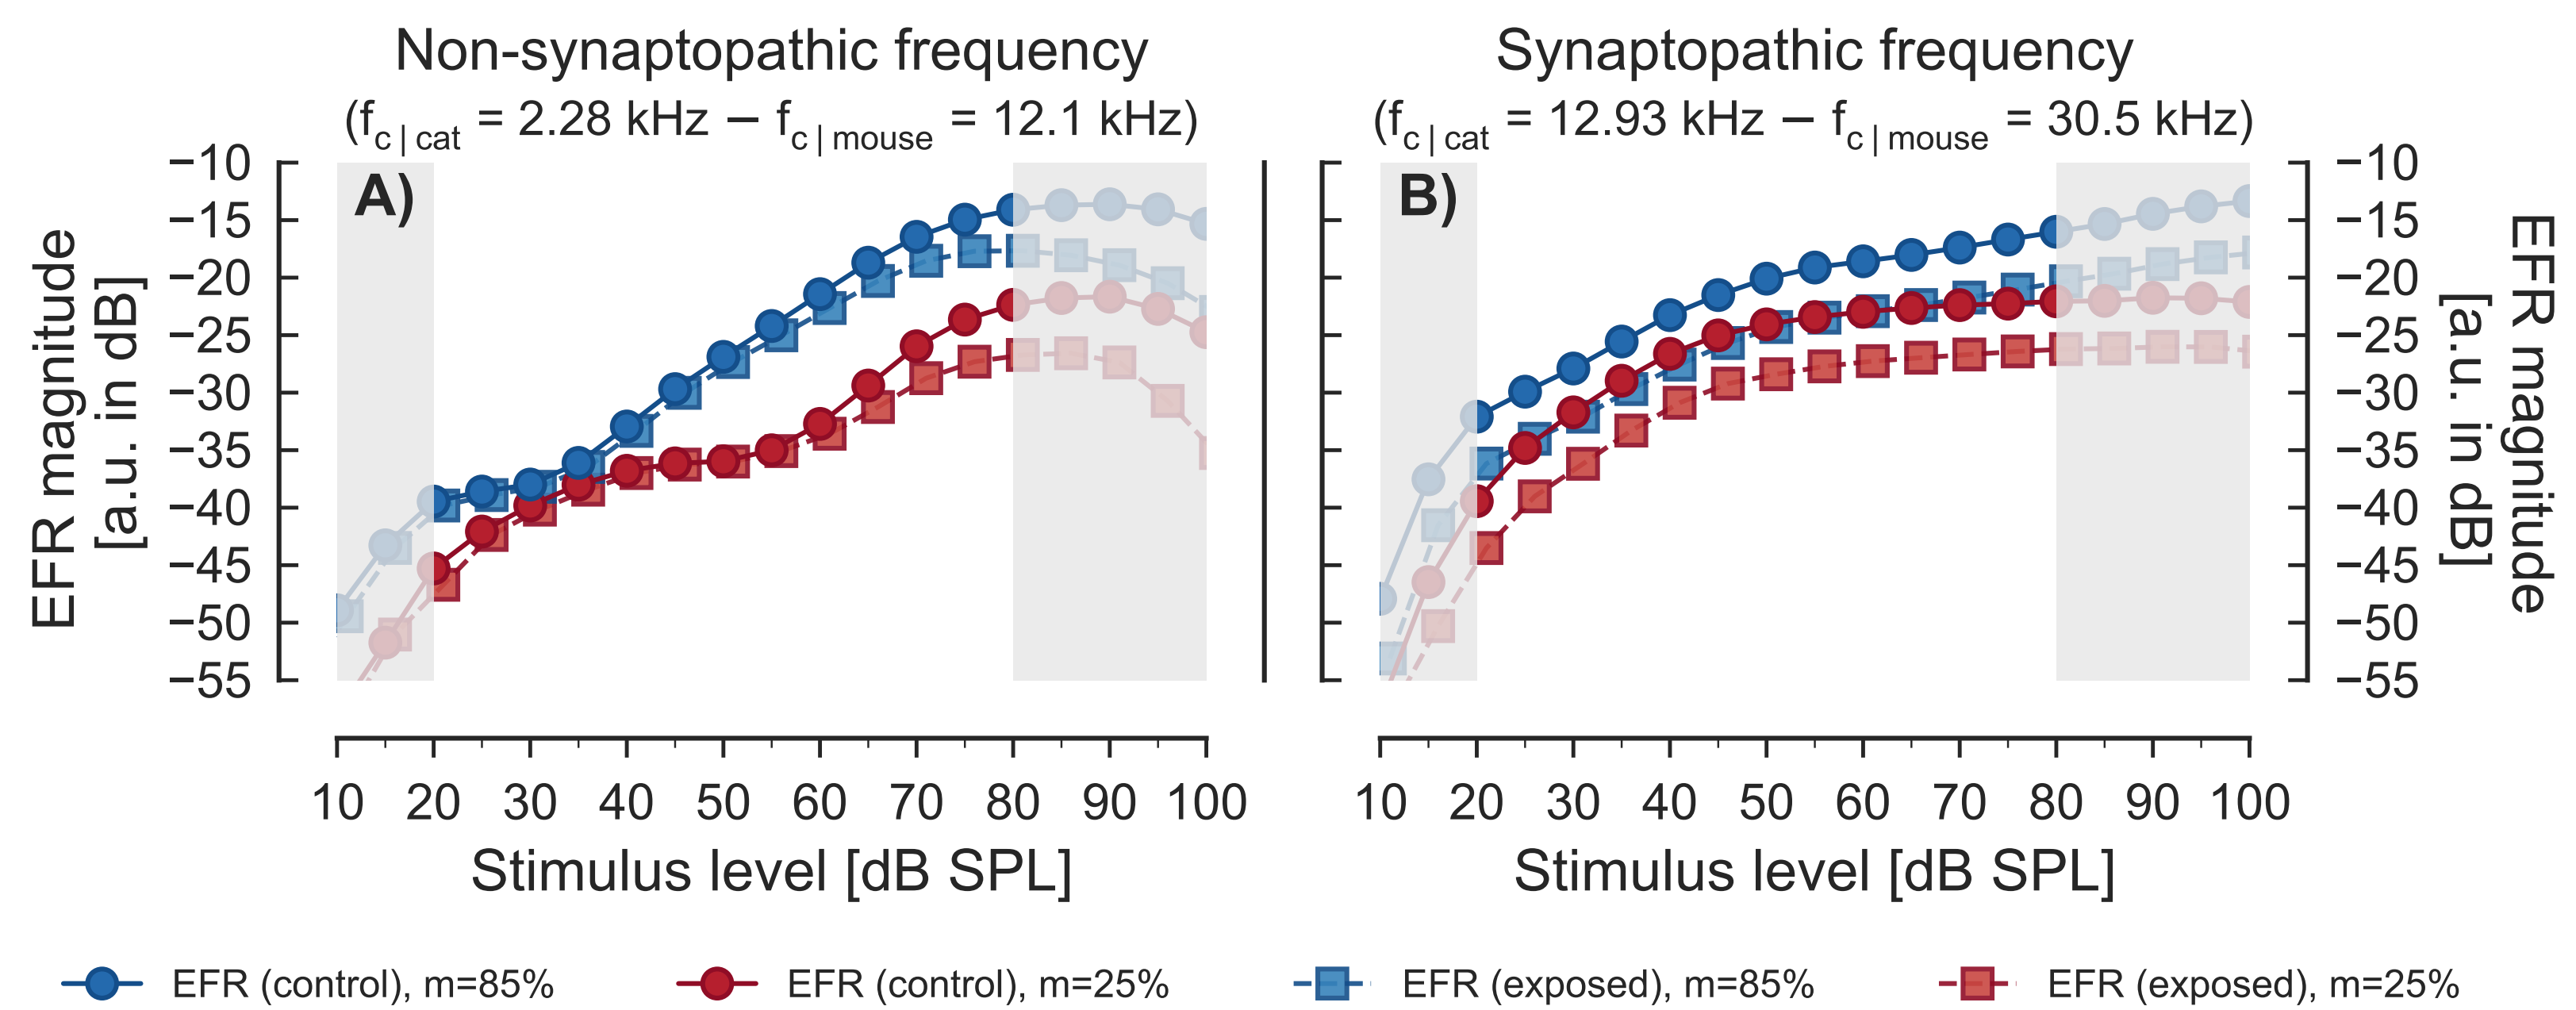 Non-synaptopathic frequency
(fc | cat = 2.28 kHz − fc | mouse = 12.1 kHz)
Synaptopathic frequency
(fc | cat = 12.93 kHz − fc | mouse = 30.5 kHz)
A)
B)
EFR magnitude
[a.u. in dB]
−10
−15
−20
−25
−30
−35
−40
−45
−50
−55
−10
−15
−20
−25
−30
−35
−40
−45
−50
−55
EFR magnitude
[a.u. in dB]
10 20 30 40 50 60 70 80 90 100
Stimulus level [dB SPL]
10 20 30 40 50 60 70 80 90 100
Stimulus level [dB SPL]
EFR (control), m=85% EFR (control), m=25% EFR (exposed), m=85% EFR (exposed), m=25%